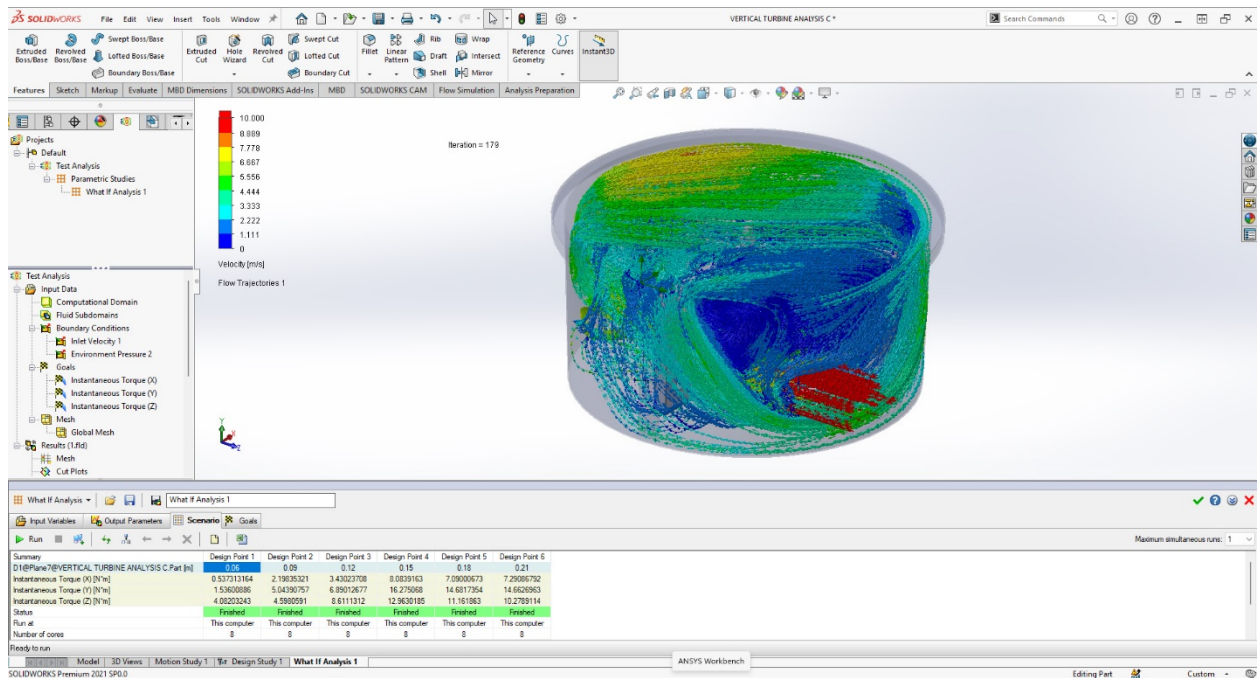 SOLIDWORKS File Edit View Insert Tools Window VERTICAL TURBINE ANALYSIS C * Search Commands
Extruded Boss/Base Revolved Boss/Base Swept Boss/Base Lofted Boss/Base Boundary Boss/Base Extruded Cut Hole Wizard Revolved Cut Swept Cut Lofted Cut Boundary Cut Fillet Linear Pattern Rib Draft Shell Wrap Intersect Mirror Reference Geometry Curves Instant3D
Features Sketch Markup Evaluate MBD Dimensions SOLIDWORKS Add-Ins MBD SOLIDWORKS CAM Flow Simulation Analysis Preparation
Projects
Default
Test Analysis
Parametric Studies
What If Analysis 1
Test Analysis
Input Data
Computational Domain
Fluid Subdomains
Boundary Conditions
Inlet Velocity 1
Environment Pressure 2
Goals
Instantaneous Torque (X)
Instantaneous Torque (Y)
Instantaneous Torque (Z)
Mesh
Global Mesh
Results (1.fld)
Mesh
Cut Plots
10.000
8.889
7.778
6.667
5.556
4.444
3.333
2.222
1.111
0
Velocity [m/s]
Flow Trajectories 1
Iteration = 179
Y
X
Z
What If Analysis What If Analysis 1
Input Variables Output Parameters Scenario Goals
Run Maximum simultaneous runs: 1
Summary Design Point 1 Design Point 2 Design Point 3 Design Point 4 Design Point 5 Design Point 6
D1@Plane7@VERTICAL TURBINE ANALYSIS C.Part [m] 0.06 0.09 0.12 0.15 0.18 0.21
Instantaneous Torque (X) [N*m] 0.537313164 2.19835321 3.43023708 8.0839163 7.09000673 7.29086792
Instantaneous Torque (Y) [N*m] 1.53600886 5.04390757 6.89012677 16.275068 14.6817354 14.6626963
Instantaneous Torque (Z) [N*m] 4.08203243 4.5980591 8.6111312 12.9630185 11.161863 10.2789114
Status Finished Finished Finished Finished Finished Finished
Run at This computer This computer This computer This computer This computer This computer
Number of cores 8 8 8 8 8 8
Ready to run
Model 3D Views Motion Study 1 Design Study 1 What If Analysis 1 ANSYS Workbench
SOLIDWORKS Premium 2021 SP0.0 Editing Part Custom